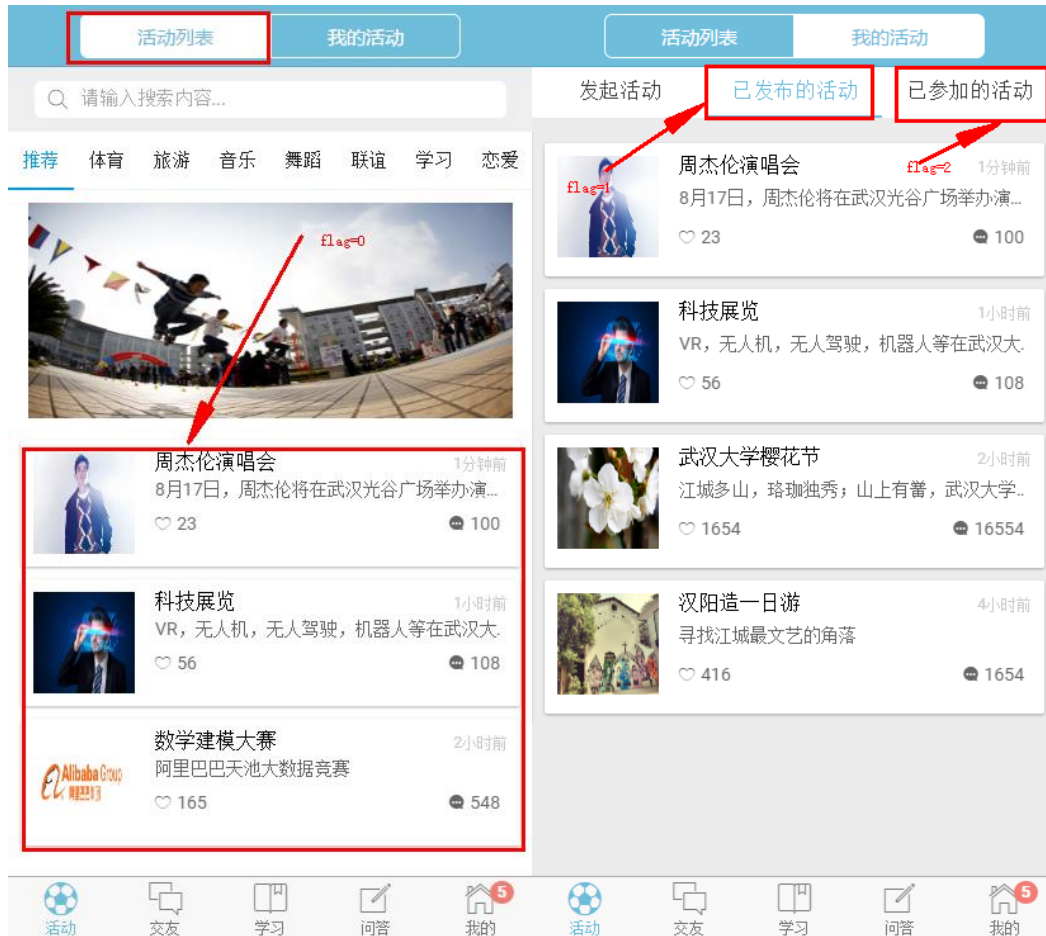 活动列表
我的活动
请输入搜索内容...
推荐 体育 旅游 音乐 舞蹈 联谊 学习 恋爱
flag=0
周杰伦演唱会
1分钟前
8月17日，周杰伦将在武汉光谷广场举办演...
23
100
科技展览
1小时前
VR，无人机，无人驾驶，机器人等在武汉大.
56
108
Alibaba Group
数学建模大赛
2小时前
阿里巴巴天池大数据竞赛
165
548
活动
交友
学习
问答
5
我的
活动列表
我的活动
发起活动
已发布的活动
已参加的活动
flag=1
flag=2
周杰伦演唱会
1分钟前
8月17日，周杰伦将在武汉光谷广场举办演...
23
100
科技展览
1小时前
VR，无人机，无人驾驶，机器人等在武汉大.
56
108
武汉大学樱花节
2小时前
江城多山，珞珈独秀；山上有黉，武汉大学..
1654
16554
汉阳造一日游
4小时前
寻找江城最文艺的角落
416
1654
活动
交友
学习
问答
5
我的